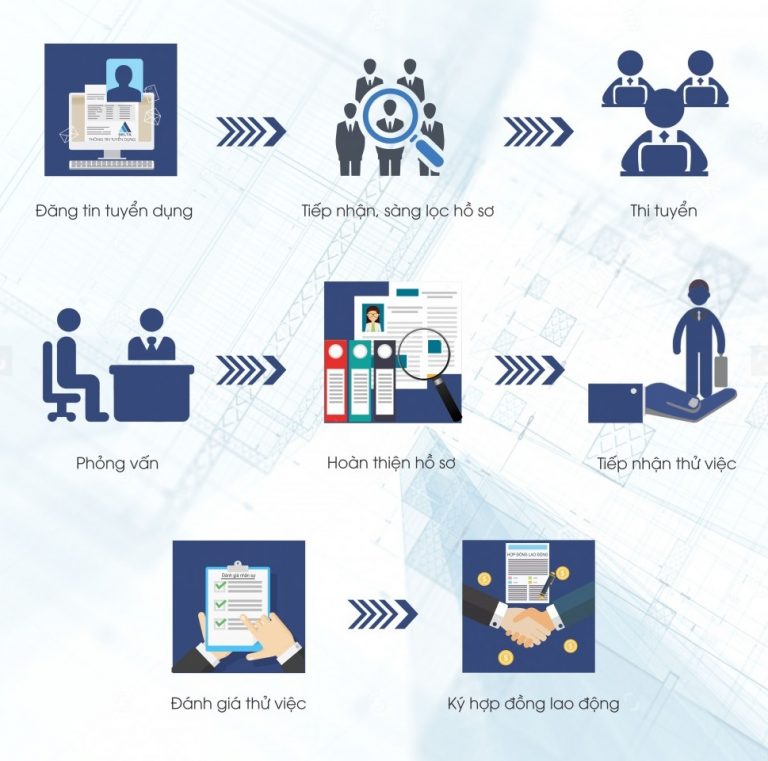 DELTA
THÔNG TIN TUYỂN DỤNG
Đăng tin tuyển dụng
Tiếp nhận, sàng lọc hồ sơ
Thi tuyển
Phỏng vấn
Hoàn thiện hồ sơ
Tiếp nhận thử việc
Đánh giá nhân sự
HỢP ĐỒNG LAO ĐỘNG
Đánh giá thử việc
Ký hợp đồng lao động